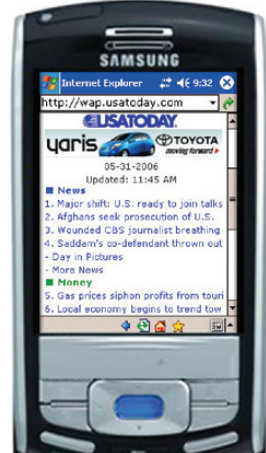 SAMSUNG
Internet Explorer 9:32
http://wap.usatoday.com
USATODAY.
yaris TOYOTA
moving forward
05-31-2006
Updated: 11:45 AM
News
1. Major shift: U.S. ready to join talks
2. Afghans seek prosecution of U.S.
3. Wounded CBS journalist breathing
4. Saddam's co-defendant thrown out
- Day in Pictures
- More News
Money
5. Gas prices siphon profits from touri
6. Local economy begins to trend tow